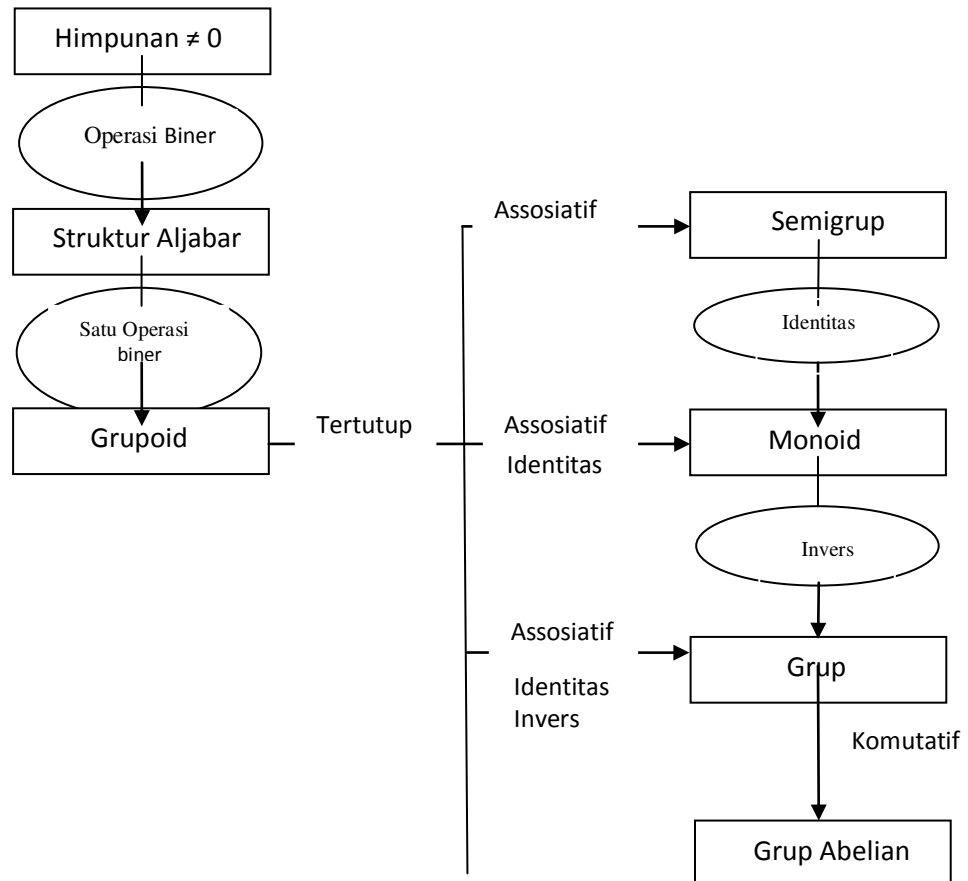 Himpunan ≠ 0
Operasi Biner
Struktur Aljabar
Satu Operasi
biner
Grupoid
Tertutup
Assosiatif
Semigrup
Identitas
Assosiatif
Identitas
Monoid
Invers
Assosiatif
Identitas
Invers
Grup
Komutatif
Grup Abelian